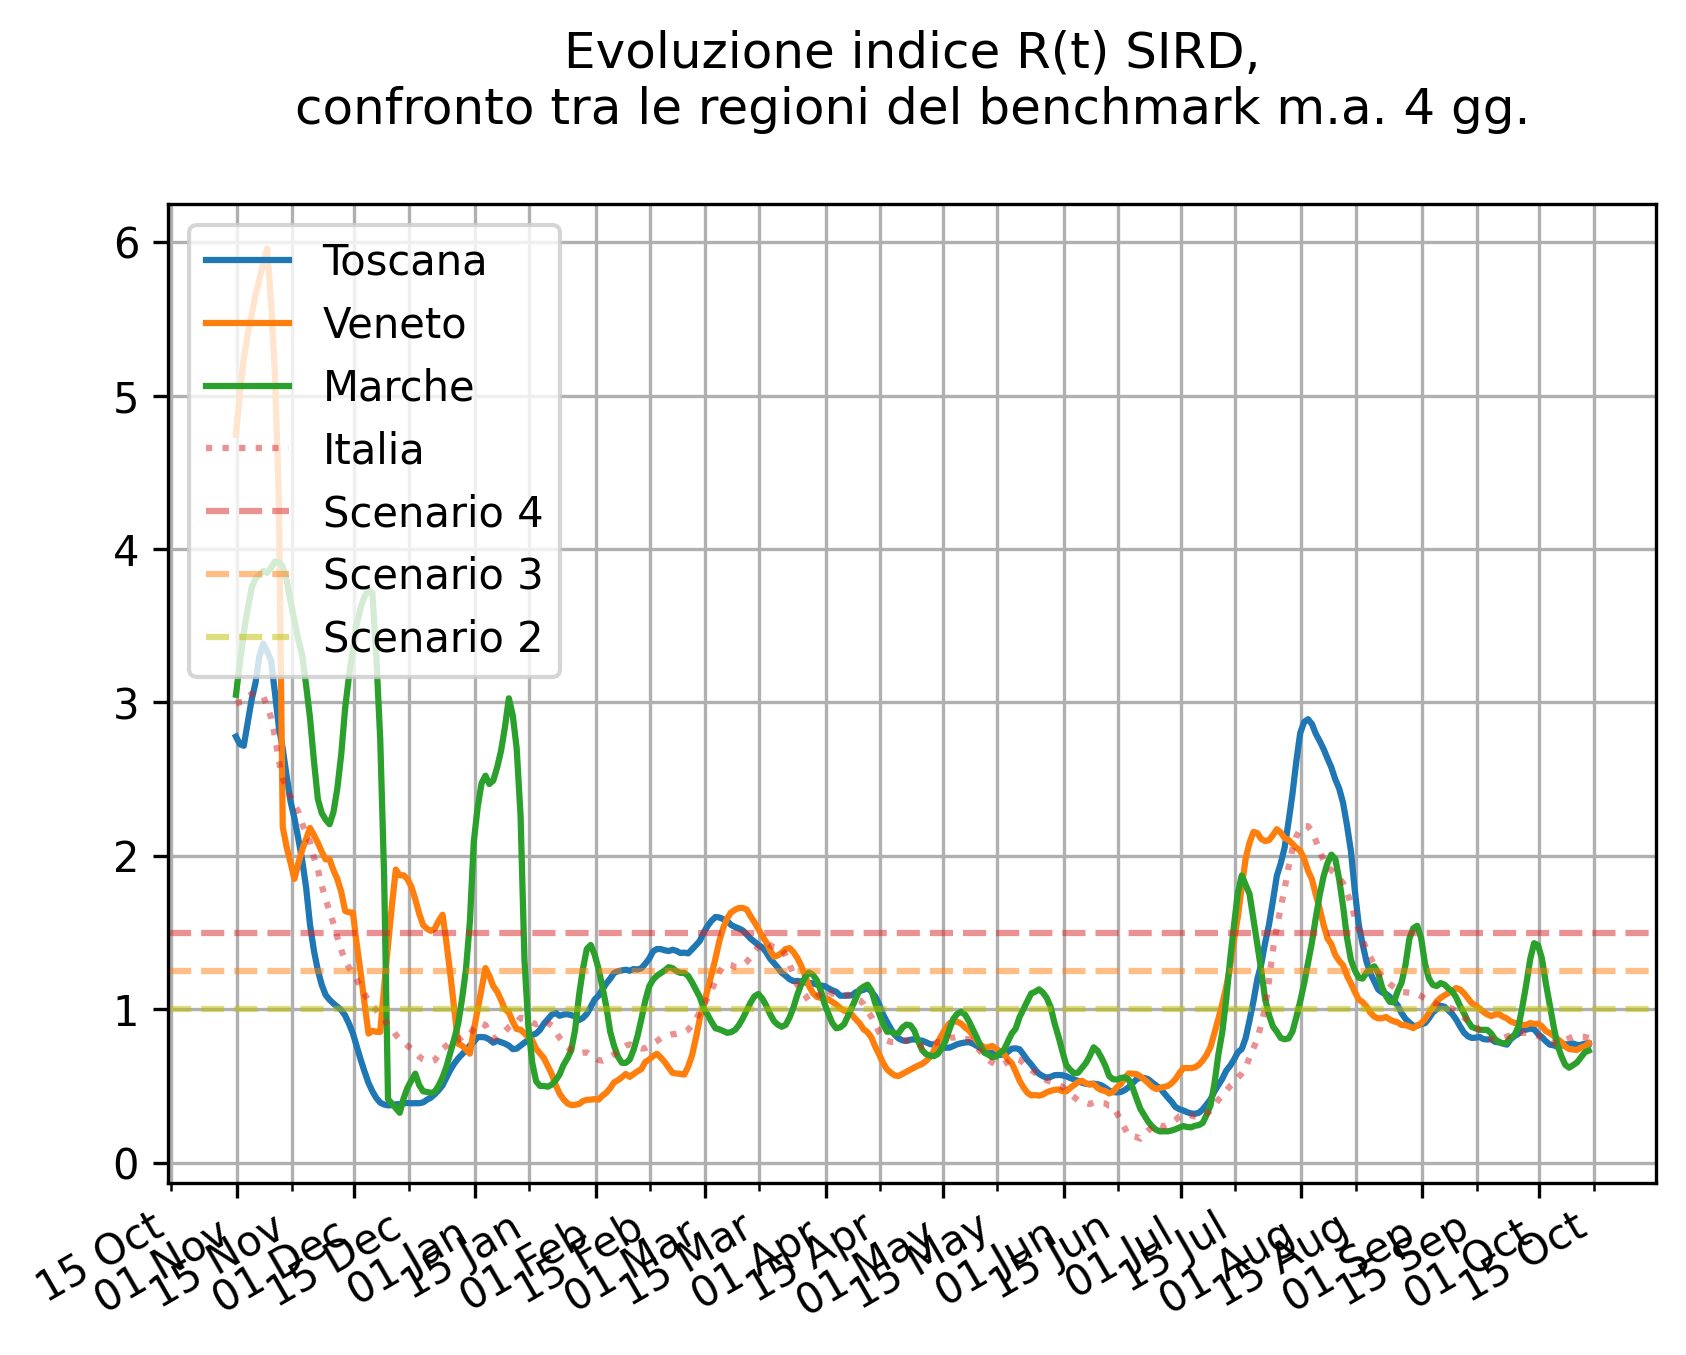 Evoluzione indice R(t) SIRD,
confronto tra le regioni del benchmark m.a. 4 gg.
6
5
4
3
2
1
0
Toscana
Veneto
Marche
Italia
Scenario 4
Scenario 3
Scenario 2
15 Oct
01 Nov
15 Nov
01 Dec
15 Dec
01 Jan
15 Jan
01 Feb
15 Feb
01 Mar
15 Mar
01 Apr
15 Apr
01 May
15 May
01 Jun
15 Jun
01 Jul
15 Jul
01 Aug
15 Aug
01 Sep
15 Sep
01 Oct
15 Oct